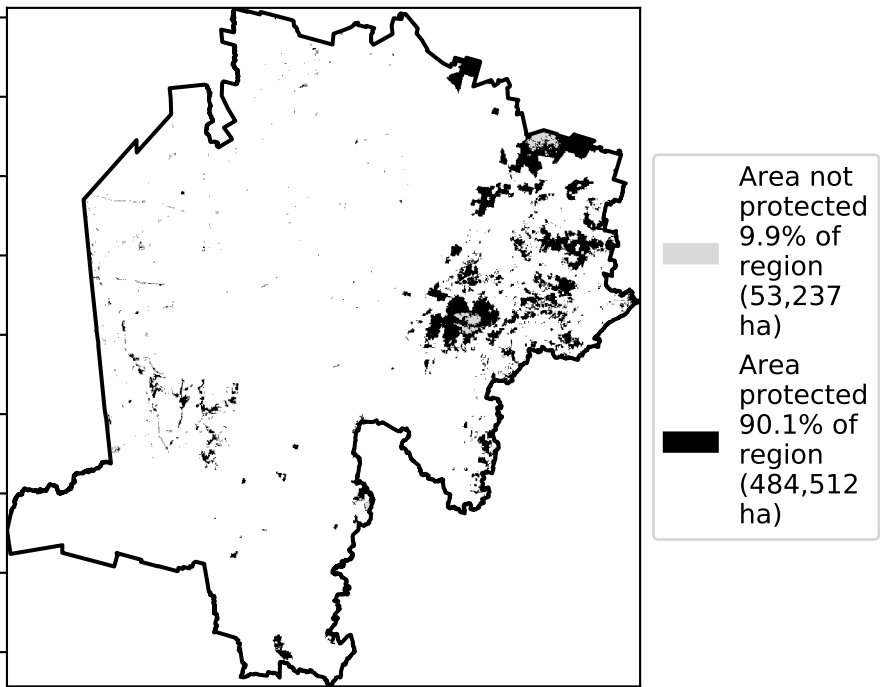 Area not
protected
9.9% of
region
(53,237
ha)
Area
protected
90.1% of
region
(484,512
ha)